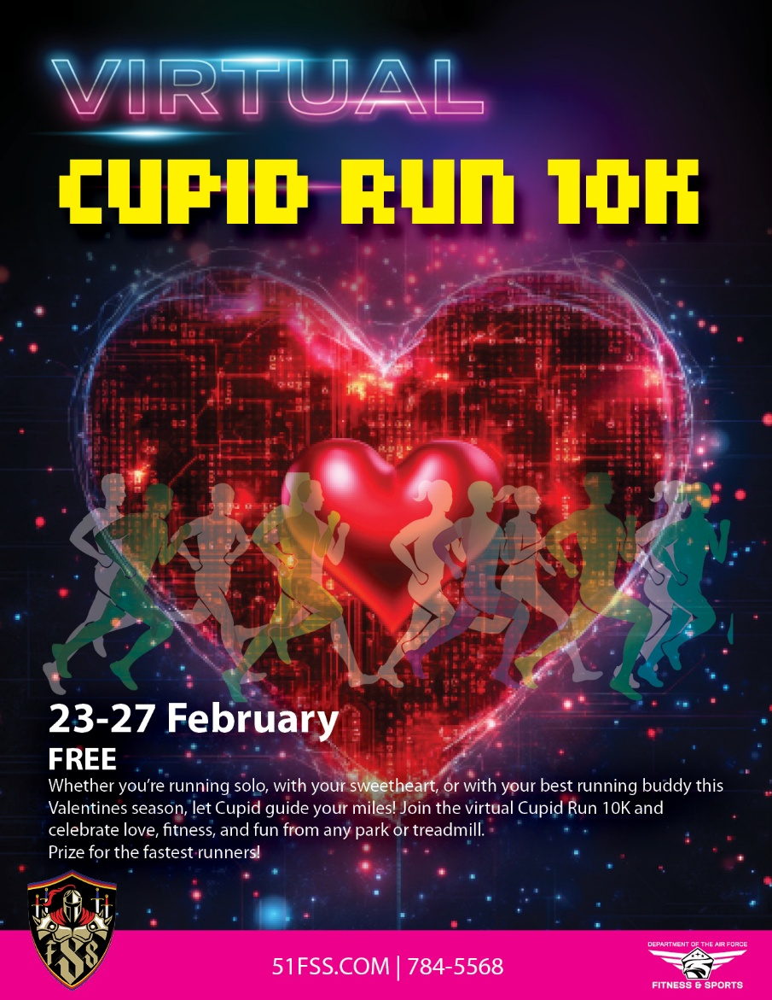 VIRTUAL
CUPID RUN 10K
23-27 February
FREE
Whether you’re running solo, with your sweetheart, or with your best running buddy this
Valentines season, let Cupid guide your miles! Join the virtual Cupid Run 10K and
celebrate love, fitness, and fun from any park or treadmill.
Prize for the fastest runners!
FSS
51FSS.COM | 784-5568
DEPARTMENT OF THE AIR FORCE
FITNESS & SPORTS